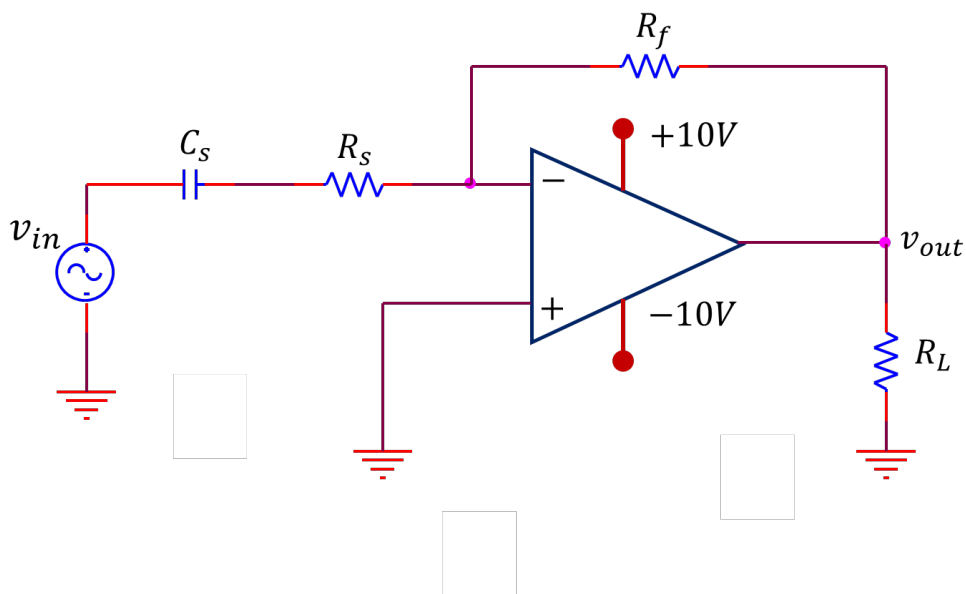 R_f
C_s
R_s
+10V
−
v_in
+
-
v_out
+
−10V
R_L